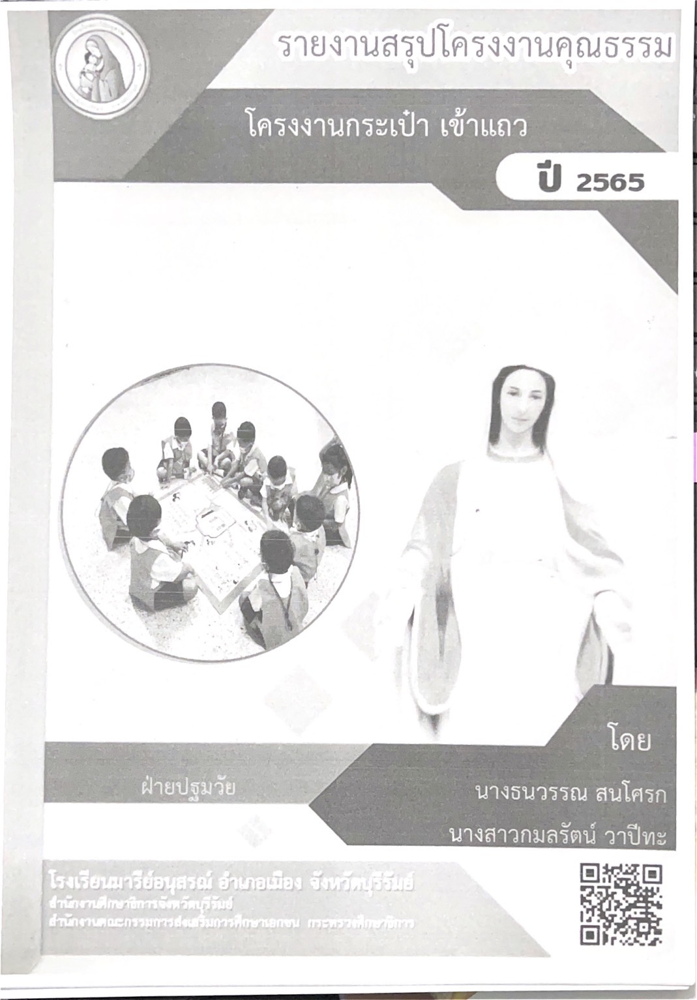 รายงานสรุปโครงงานคุณธรรม
โครงงานกระเป๋า เข้าแถว
ปี 2565
โดย
ฝ่ายปฐมวัย
นางธนวรรณ สนโศรก
นางสาวกมลรัตน์ วาปีทะ
โรงเรียนมารีย์อนุสรณ์ อำเภอเมือง จังหวัดบุรีรัมย์
สำนักงานศึกษาธิการจังหวัดบุรีรัมย์
สำนักงานคณะกรรมการส่งเสริมการศึกษาเอกชน กระทรวงศึกษาธิการ